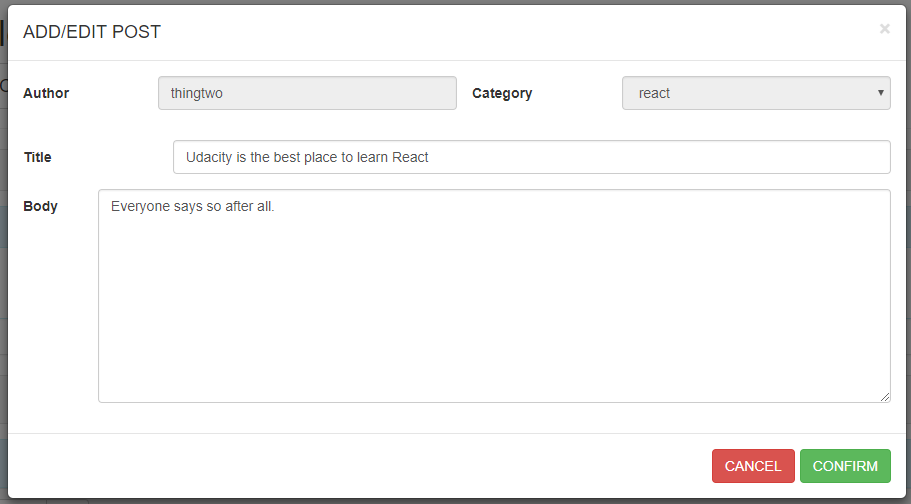 ADD/EDIT POST ×
Author thingtwo Category react
Title Udacity is the best place to learn React
Body Everyone says so after all.
CANCEL CONFIRM